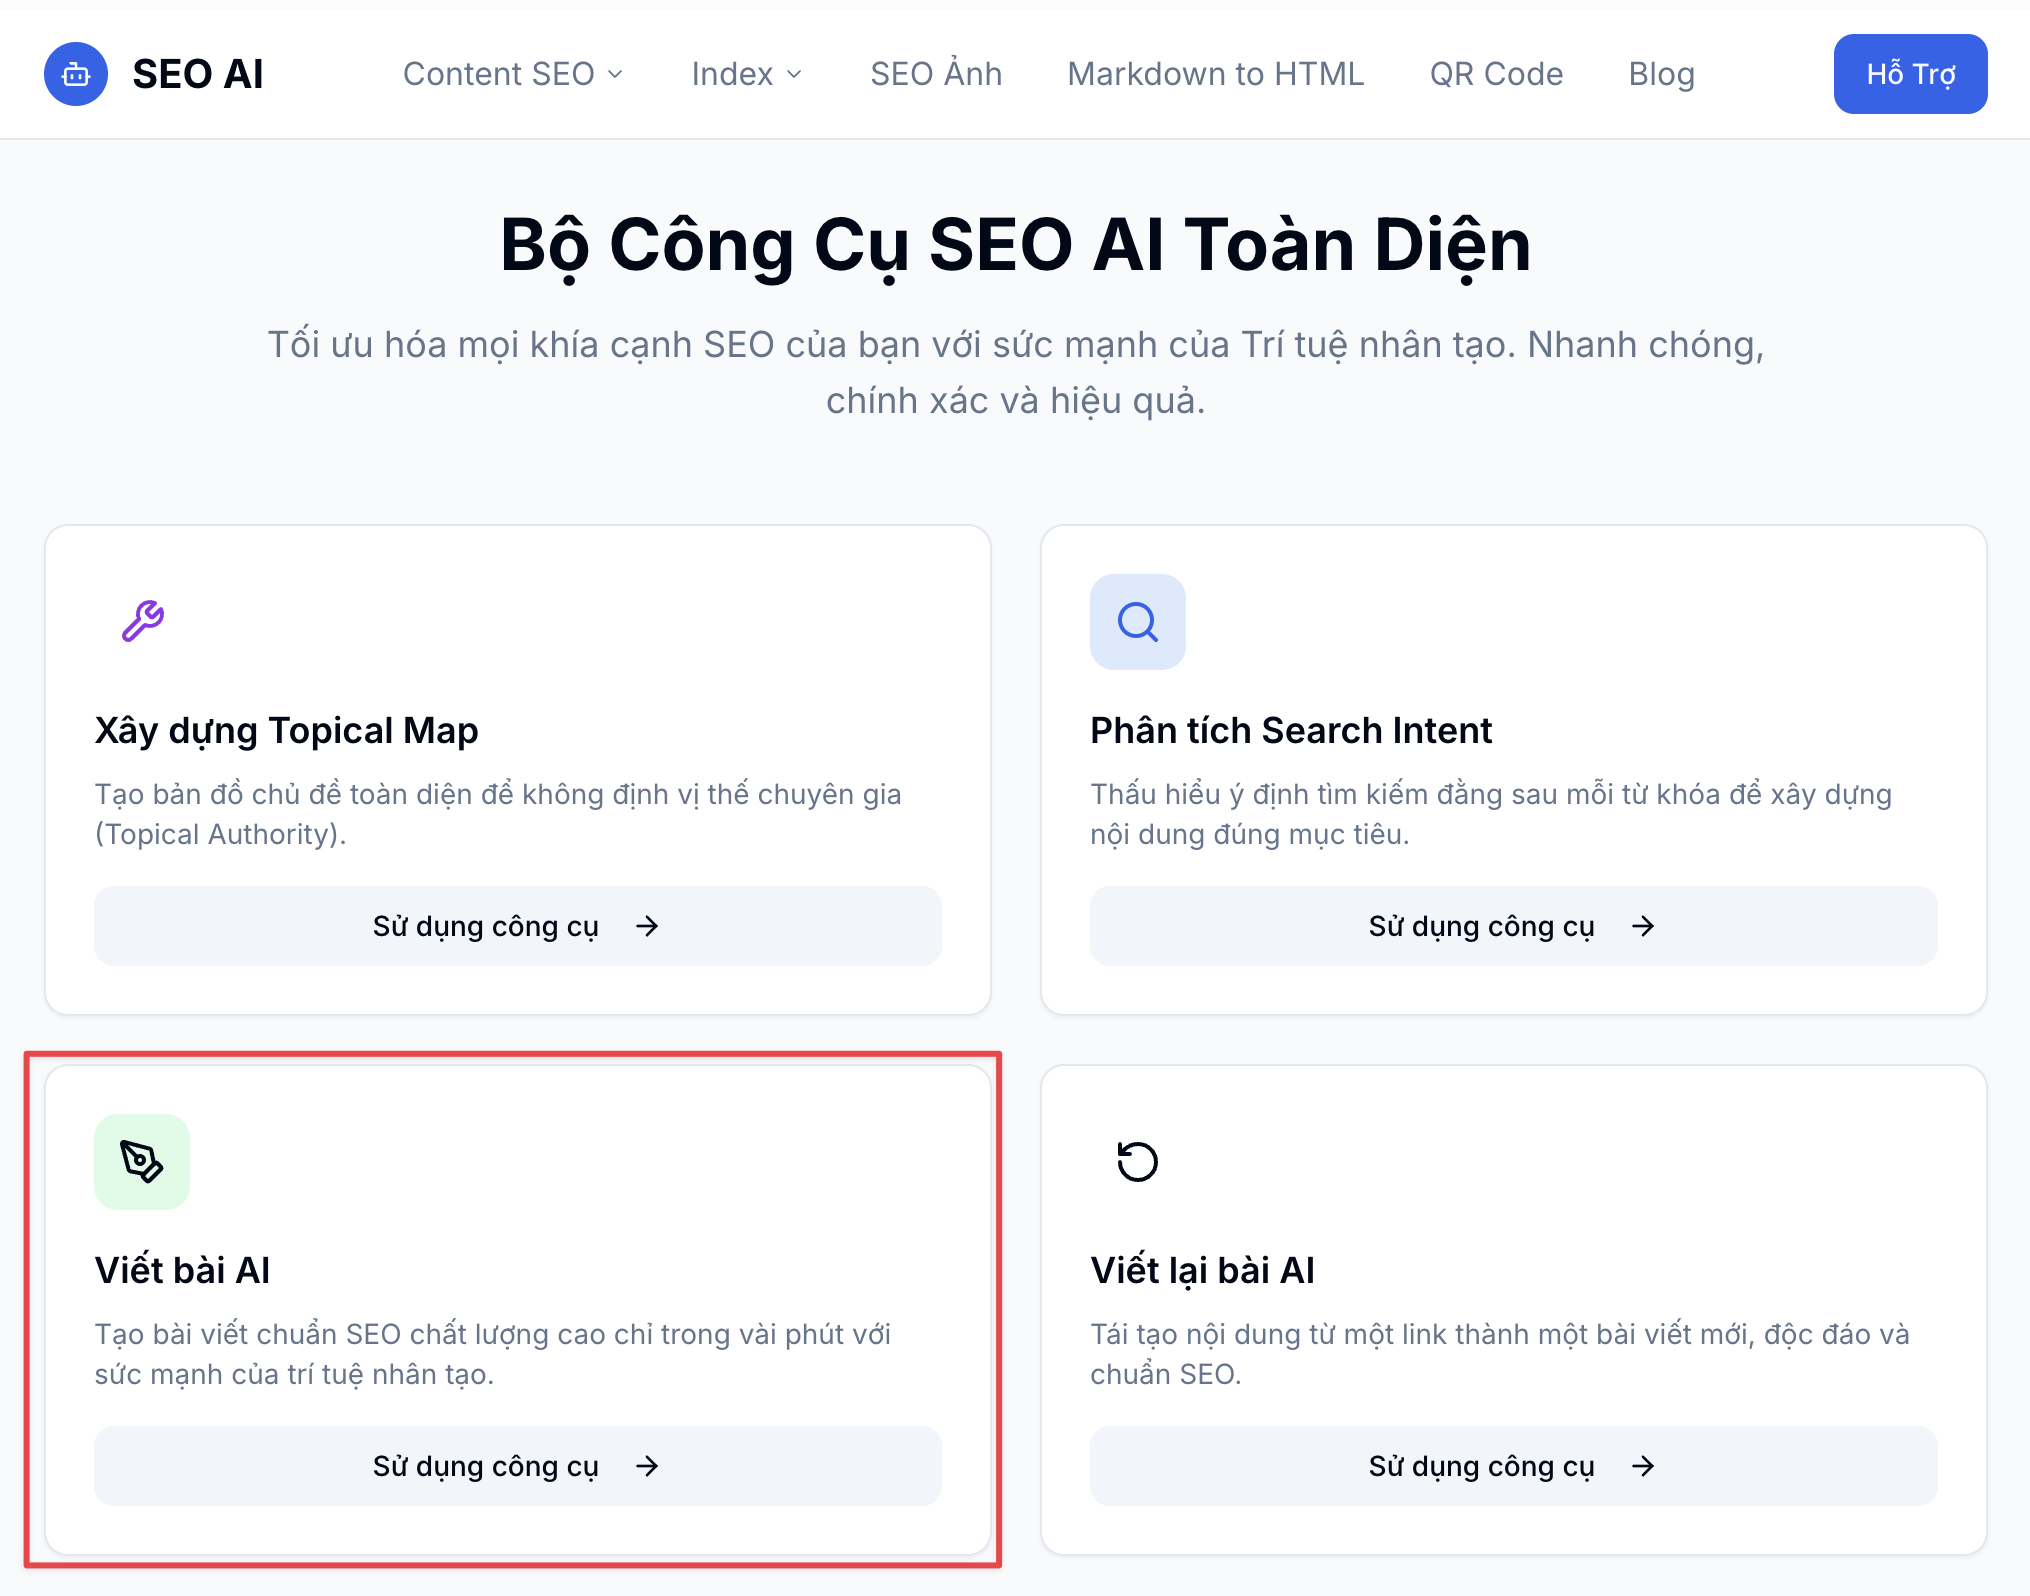 SEO AI
Content SEO
Index
SEO Ảnh
Markdown to HTML
QR Code
Blog
Hỗ Trợ
Bộ Công Cụ SEO AI Toàn Diện
Tối ưu hóa mọi khía cạnh SEO của bạn với sức mạnh của Trí tuệ nhân tạo. Nhanh chóng,
chính xác và hiệu quả.
Xây dựng Topical Map
Tạo bản đồ chủ đề toàn diện để không định vị thế chuyên gia
(Topical Authority).
Sử dụng công cụ
Phân tích Search Intent
Thấu hiểu ý định tìm kiếm đằng sau mỗi từ khóa để xây dựng
nội dung đúng mục tiêu.
Sử dụng công cụ
Viết bài AI
Tạo bài viết chuẩn SEO chất lượng cao chỉ trong vài phút với
sức mạnh của trí tuệ nhân tạo.
Sử dụng công cụ
Viết lại bài AI
Tái tạo nội dung từ một link thành một bài viết mới, độc đáo và
chuẩn SEO.
Sử dụng công cụ